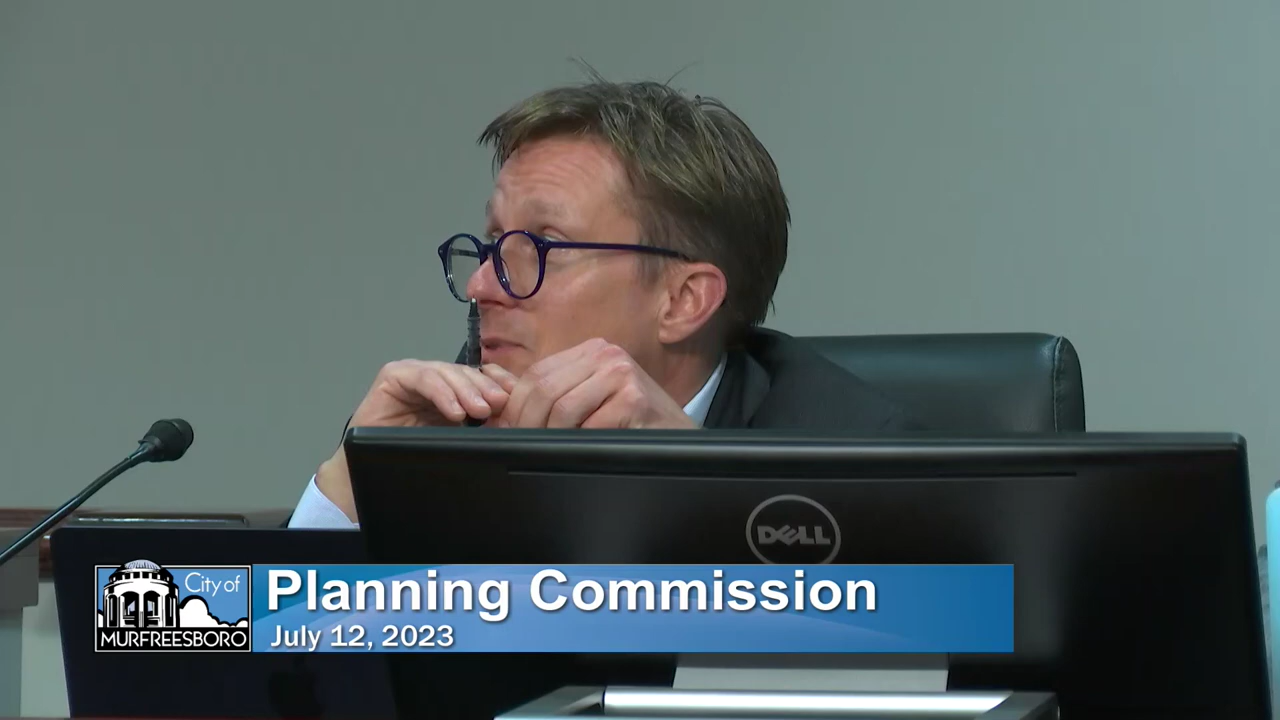 DELL
City of
MURFREESBORO
Planning Commission
July 12, 2023